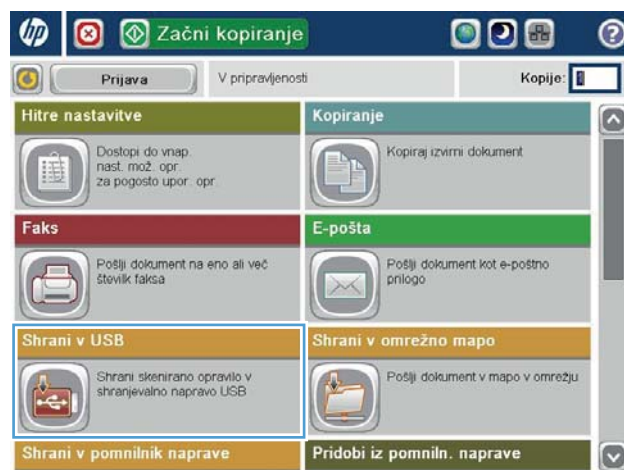 hp
Začni kopiranje
?
Prijava
V pripravljenosti
Kopije: 1
Hitre nastavitve
Dostopi do vnap.
nast. mož. opr.
za pogosto upor. opr.
Kopiranje
Kopiraj izvirni dokument
Faks
Pošlji dokument na
eno ali več
številk faksa
E-pošta
Pošlji dokument kot e-poštno
prilogo
Shrani v USB
Shrani skenirano opravilo v
shranjevalno napravo USB
Shrani v omrežno mapo
Pošlji dokument v mapo v omrežju
Shrani v pomnilnik naprave
Pridobi iz pomniln. naprave